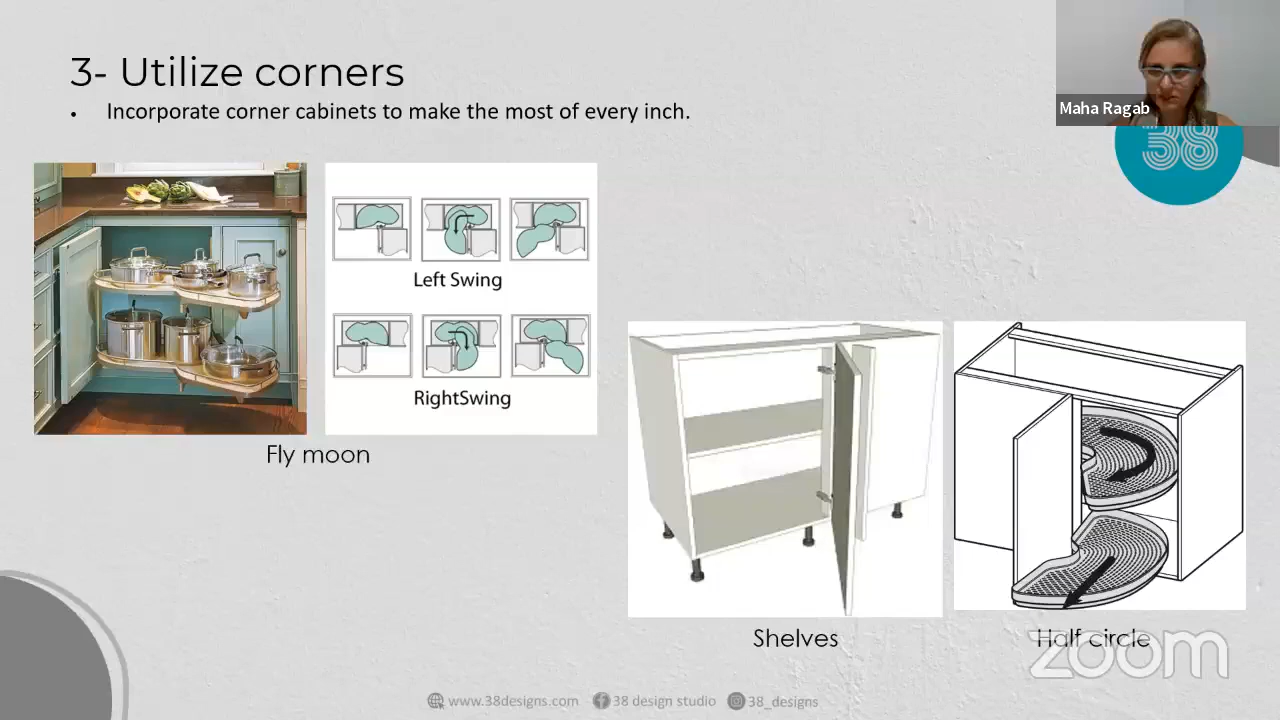 3- Utilize corners
• Incorporate corner cabinets to make the most of every inch.
Maha Ragab
38
Left Swing
RightSwing
Fly moon
Shelves
Half circle
zoom
www.38designs.com 38 design studio 38_designs